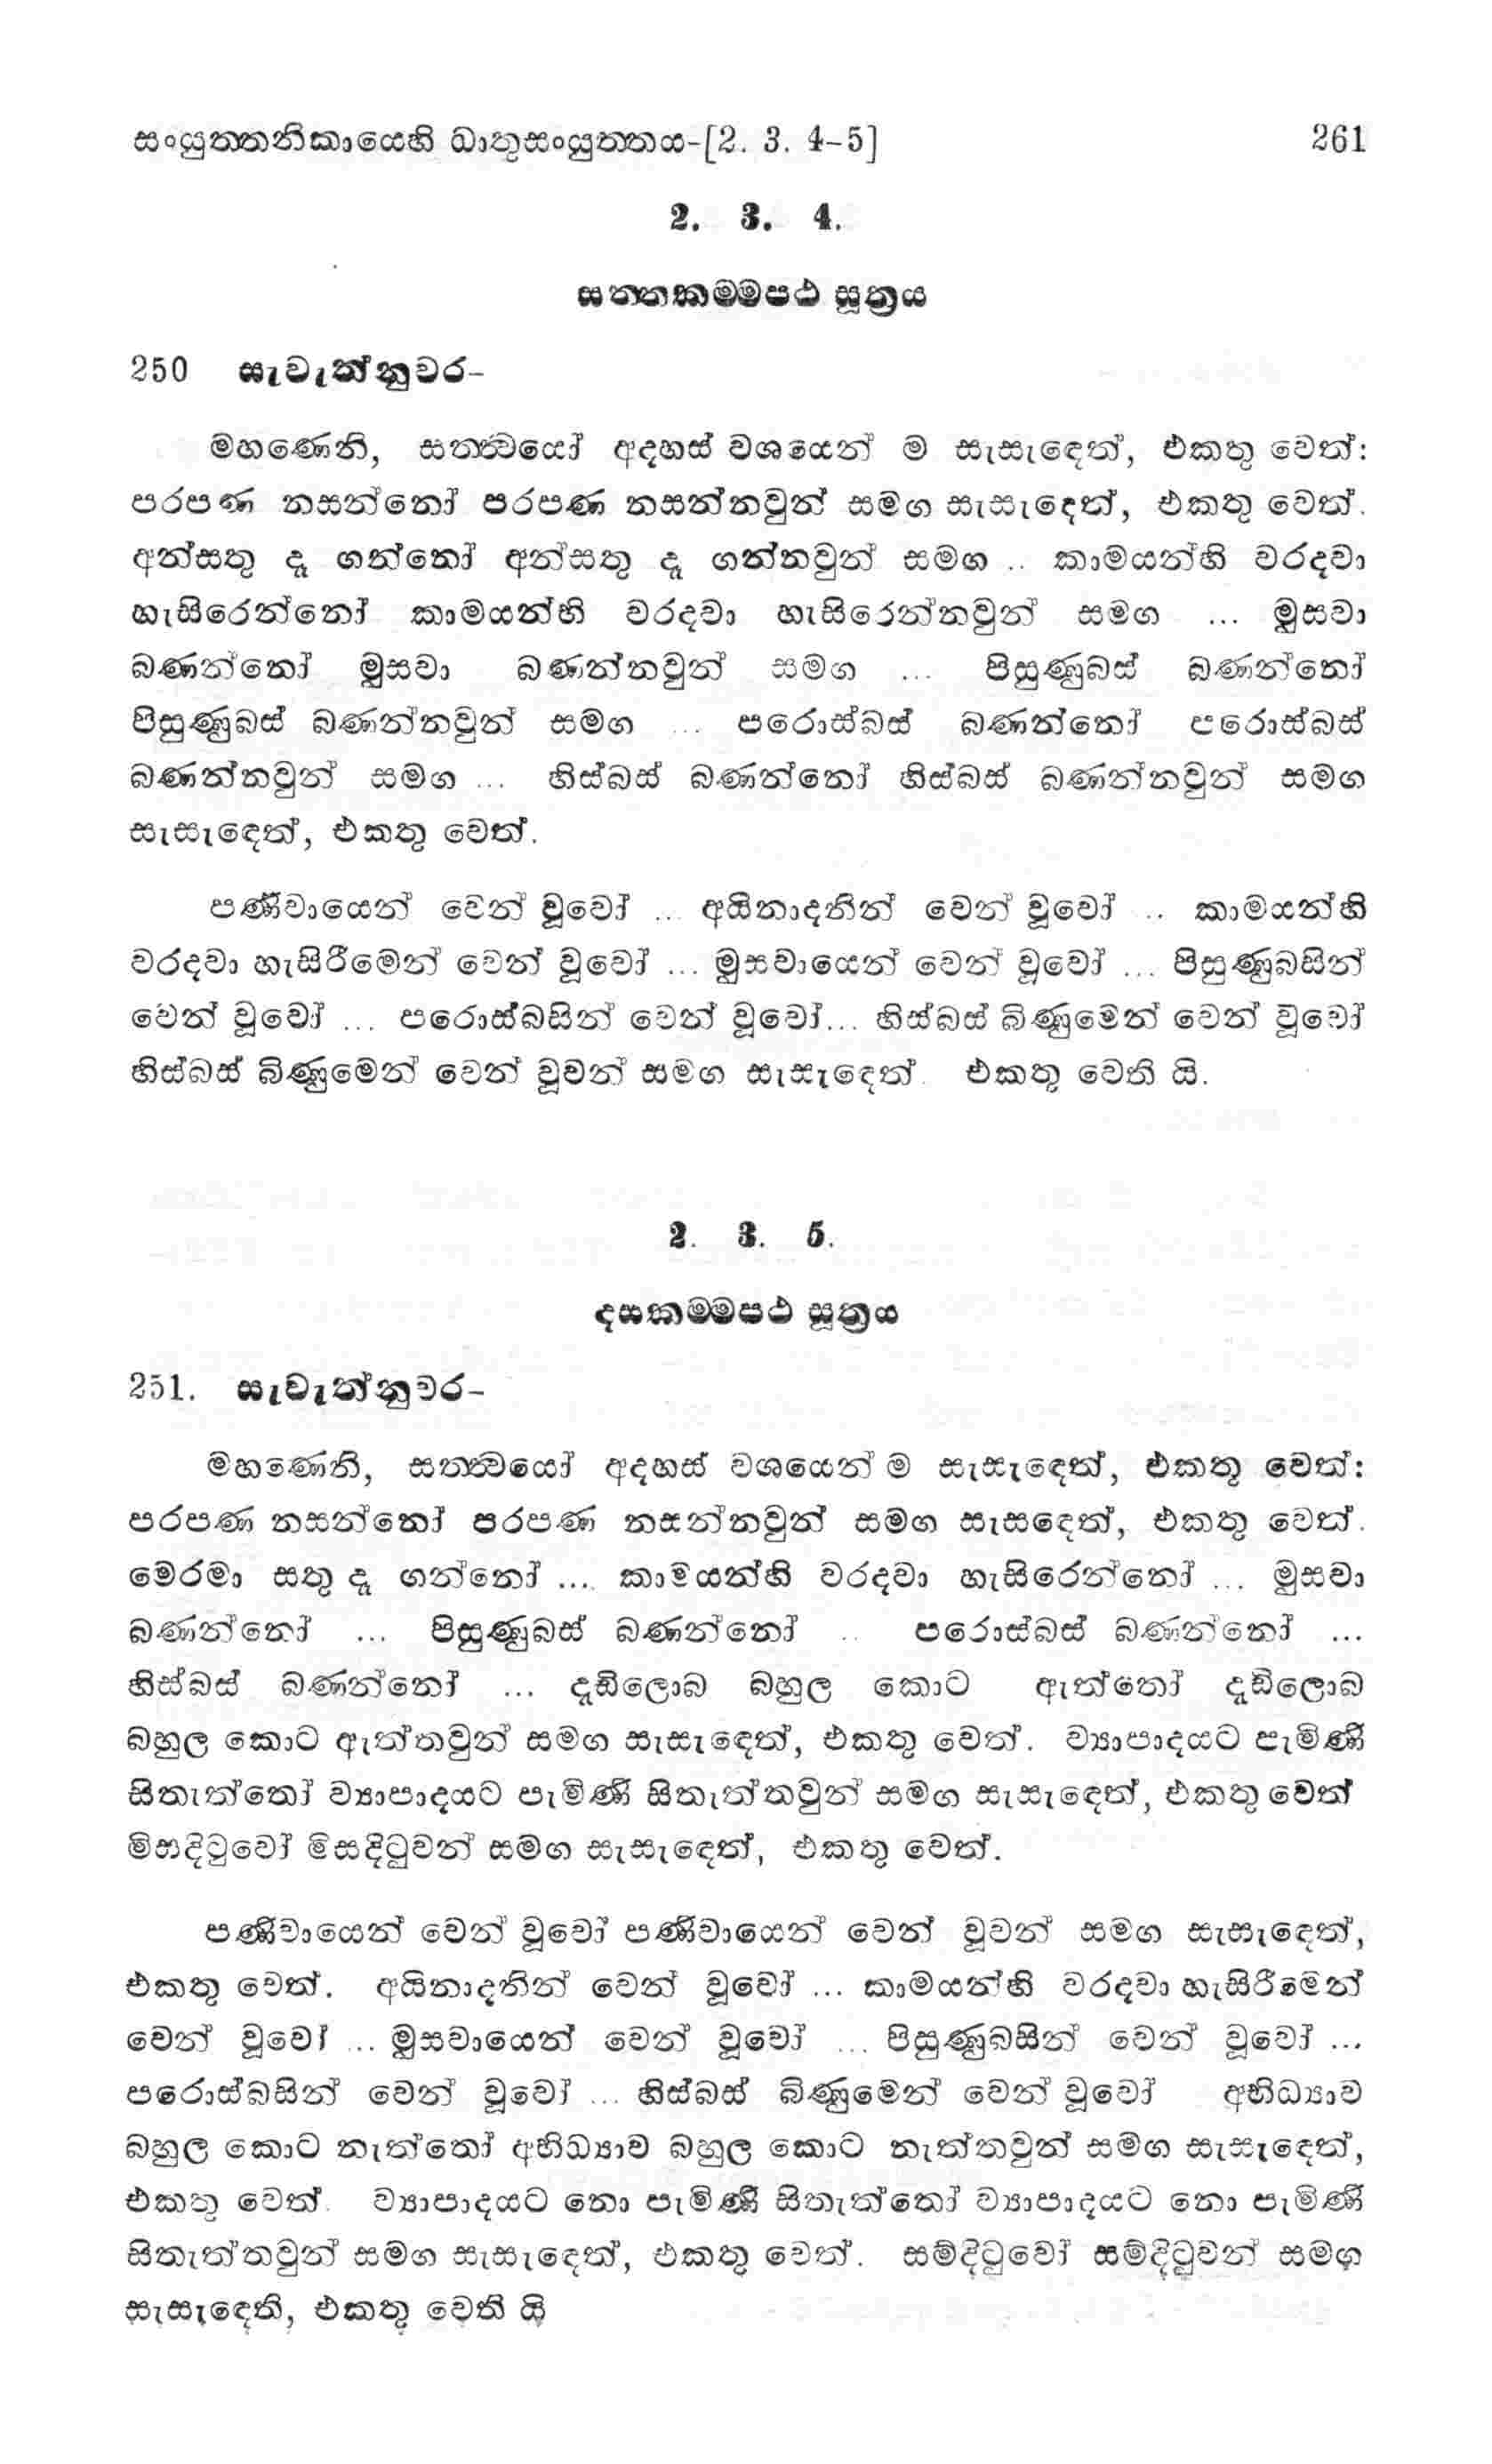 සංයුත්තනිකායෙහි ධාතුසංයුත්තය-[2. 3. 4-5] 261
2. 3. 4.
සත්තකම්මපථ සූත්‍රය
250 සැවැත්නුවර-
මහණෙනි, සත්ත්‍වයෝ අදහස් වශයෙන් ම සැසැඳෙත්, එකතු වෙත්:
පරපණ නසන්නෝ පරපණ නසන්නවුන් සමග සැසැදෙත්, එකතු වෙත්.
අන්සතු දෑ ගන්නෝ අන්සතු දෑ ගන්නවුන් සමග .. කාමයන්හි වරදවා
හැසිරෙන්නෝ කාමයන්හි වරදවා හැසිරෙන්නවුන් සමග ... මුසවා
බණන්නෝ මුසවා බණන්නවුන් සමග ... පිසුණුබස් බණන්නෝ
පිසුණුබස් බණන්නවුන් සමග ... පරොස්බස් බණන්නෝ පරොස්බස්
බණන්නවුන් සමග ... හිස්බස් බණන්නෝ හිස්බස් බණන්නවුන් සමග
සැසැඳෙත්, එකතු වෙත්.
පණිවායෙන් වෙන් වූවෝ ... අයිනාදනින් වෙන් වූවෝ .. කාමයන්හි
වරදවා හැසිරීමෙන් වෙන් වූවෝ ... මුසවායෙන් වෙන් වූවෝ ... පිසුණුබසින්
වෙන් වූවෝ ... පරොස්බසින් වෙන් වූවෝ... හිස්බස් බිණුමෙන් වෙන් වූවෝ
හිස්බස් බිණුමෙන් වෙන් වූවන් සමග සැසැඳෙත්. එකතු වෙති යි.
2. 3. 5.
දසකම්මපථ සූත්‍රය
251. සැවැත්නුවර-
මහණෙනි, සත්ත්‍වයෝ අදහස් වශයෙන් ම සැසැඳෙත්, එකතු වෙත්:
පරපණ නසන්නෝ පරපණ නසන්නවුන් සමග සැසඳෙත්, එකතු වෙත්.
මෙරමා සතු දෑ ගන්නෝ ... කාමයන්හි වරදවා හැසිරෙන්නෝ ... මුසවා
බණන්නෝ ... පිසුණුබස් බණන්නෝ .. පරොස්බස් බණන්නෝ ...
හිස්බස් බණන්නෝ ... දැඩිලොබ බහුල කොට ඇත්තෝ දැඩිලොබ
බහුල කොට ඇත්තවුන් සමග සැසැඳෙත්, එකතු වෙත්. ව්‍යාපාදයට පැමිණි
සිතැත්තෝ ව්‍යාපාදයට පැමිණි සිතැත්තවුන් සමග සැසැඳෙත්, එකතු වෙත්
මිසදිටුවෝ මිසදිටුවන් සමග සැසැඳෙත්, එකතු වෙත්.
පණිවායෙන් වෙන් වූවෝ පණිවායෙන් වෙන් වූවන් සමග සැසැඳෙත්,
එකතු වෙත්. අයිනාදනින් වෙන් වූවෝ ... කාමයන්හි වරදවා හැසිරීමෙන්
වෙන් වූවෝ ... මුසවායෙන් වෙන් වූවෝ ... පිසුණුබසින් වෙන් වූවෝ ...
පරොස්බසින් වෙන් වූවෝ ... හිස්බස් බිණුමෙන් වෙන් වූවෝ අභිධ්‍යාව
බහුල කොට නැත්තෝ අභිධ්‍යාව බහුල කොට නැත්තවුන් සමග සැසැඳෙත්,
එකතු වෙත්. ව්‍යාපාදයට නො පැමිණි සිතැත්තෝ ව්‍යාපාදයට නො පැමිණි
සිතැත්තවුන් සමග සැසැඳෙත්, එකතු වෙත්. සම්දිටුවෝ සම්දිටුවන් සමග
සැසැඳෙති, එකතු වෙති යි